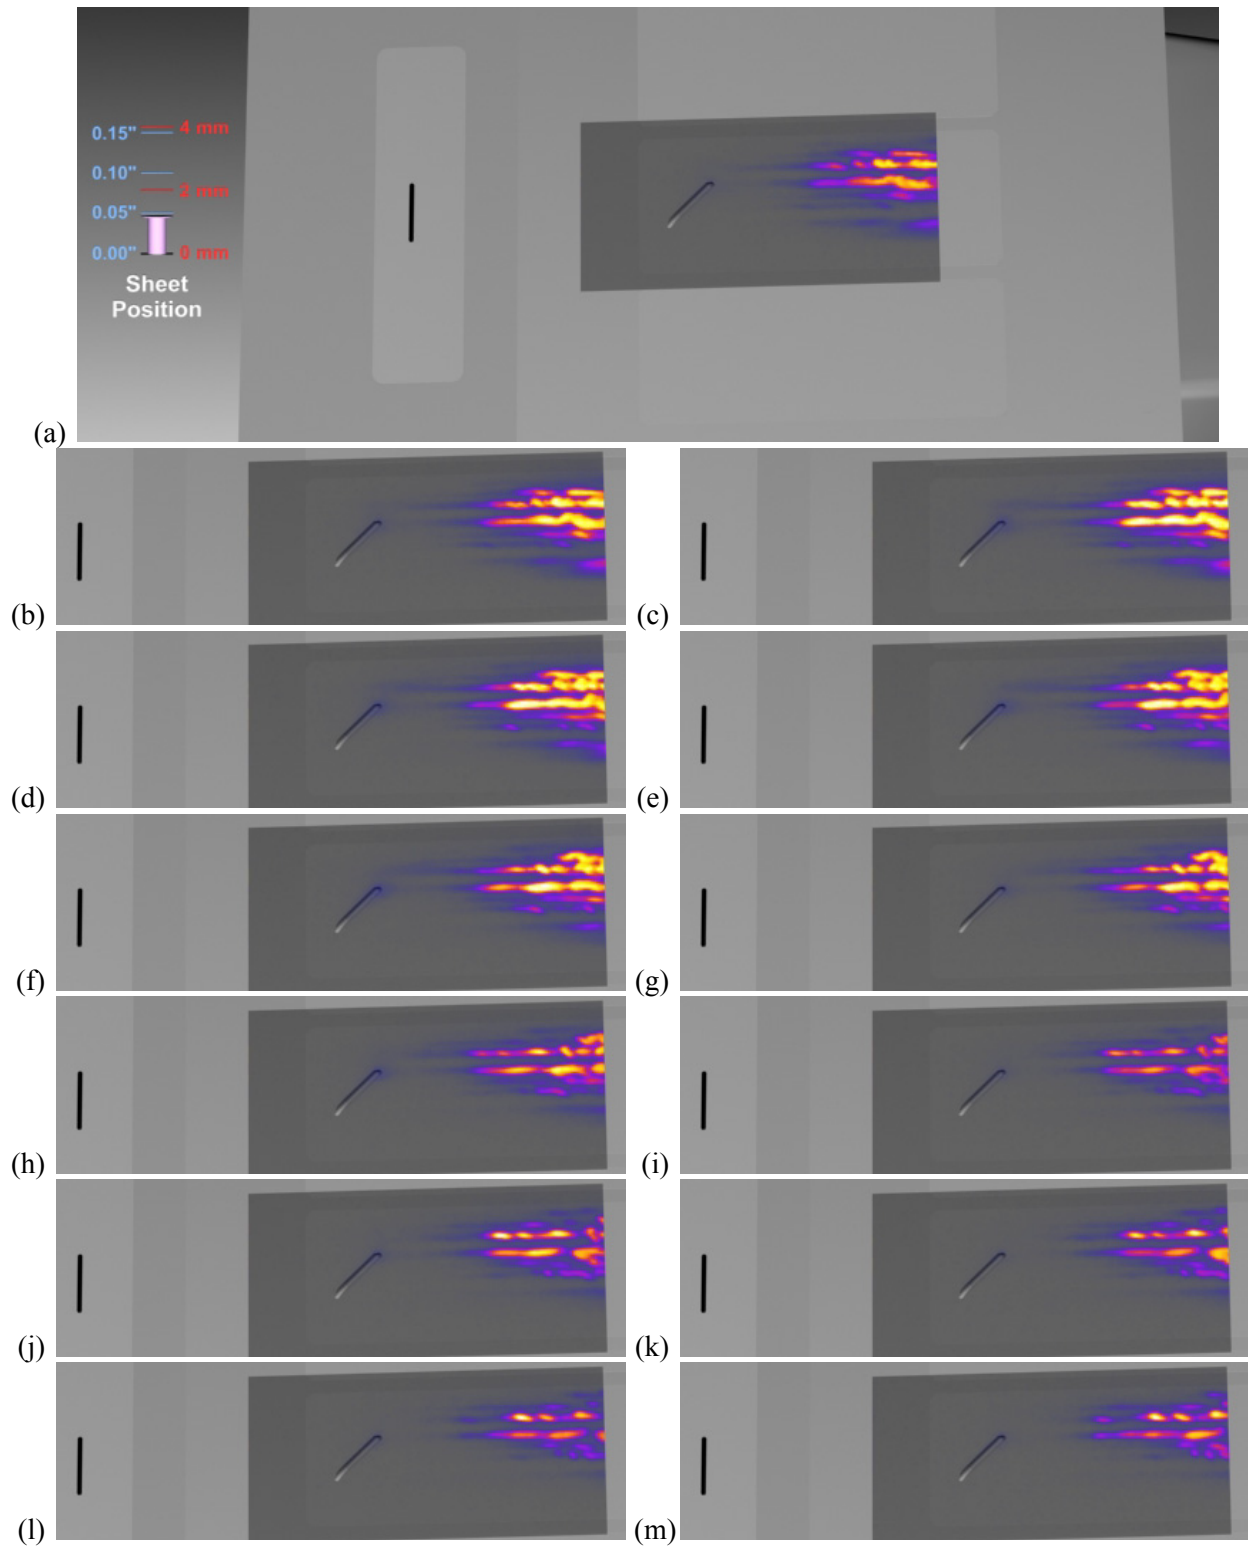 0.15" 4 mm
0.10"
2 mm
0.05"
0.00" 0 mm
Sheet
Position
(a)
(b) (c)
(d) (e)
(f) (g)
(h) (i)
(j) (k)
(l) (m)